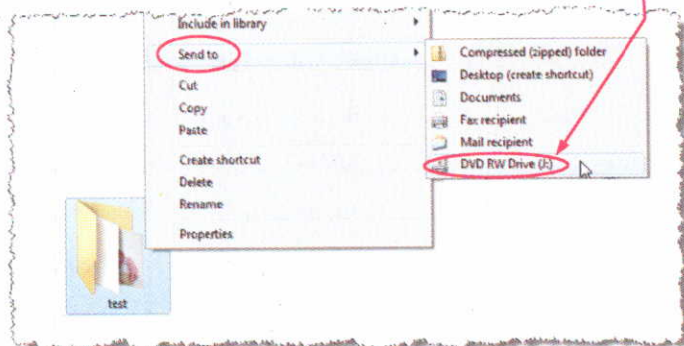 Include in library
Send to
Cut
Copy
Paste
Create shortcut
Delete
Rename
Properties
Compressed (zipped) folder
Desktop (create shortcut)
Documents
Fax recipient
Mail recipient
DVD RW Drive (J:)
test